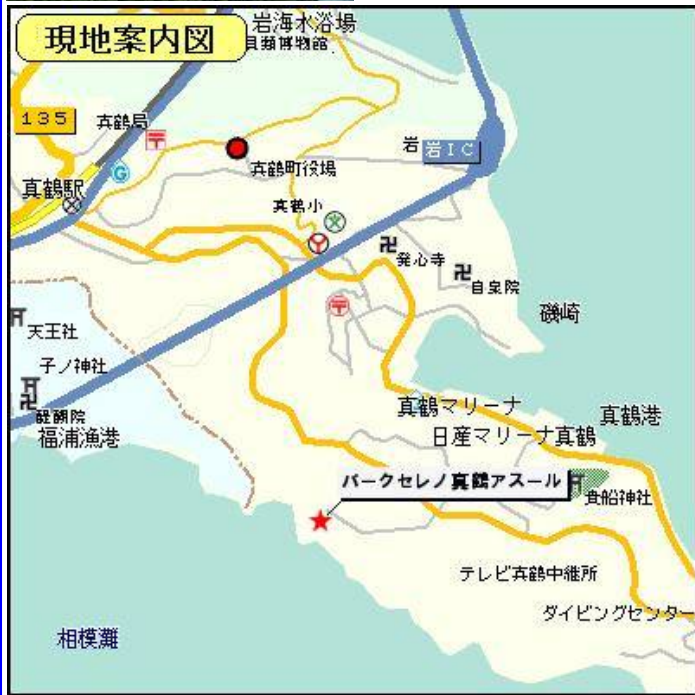 現地案内図
岩海水浴場
貝類博物館
135
真鶴局
岩
岩IC
真鶴町役場
真鶴駅
G
真鶴小
発心寺
自泉院
磯崎
天王社
子ノ神社
醍醐院
福浦漁港
真鶴マリーナ
真鶴港
日産マリーナ真鶴
パークセレノ真鶴アスール
貴船神社
テレビ真鶴中継所
ダイビングセンター
相模灘